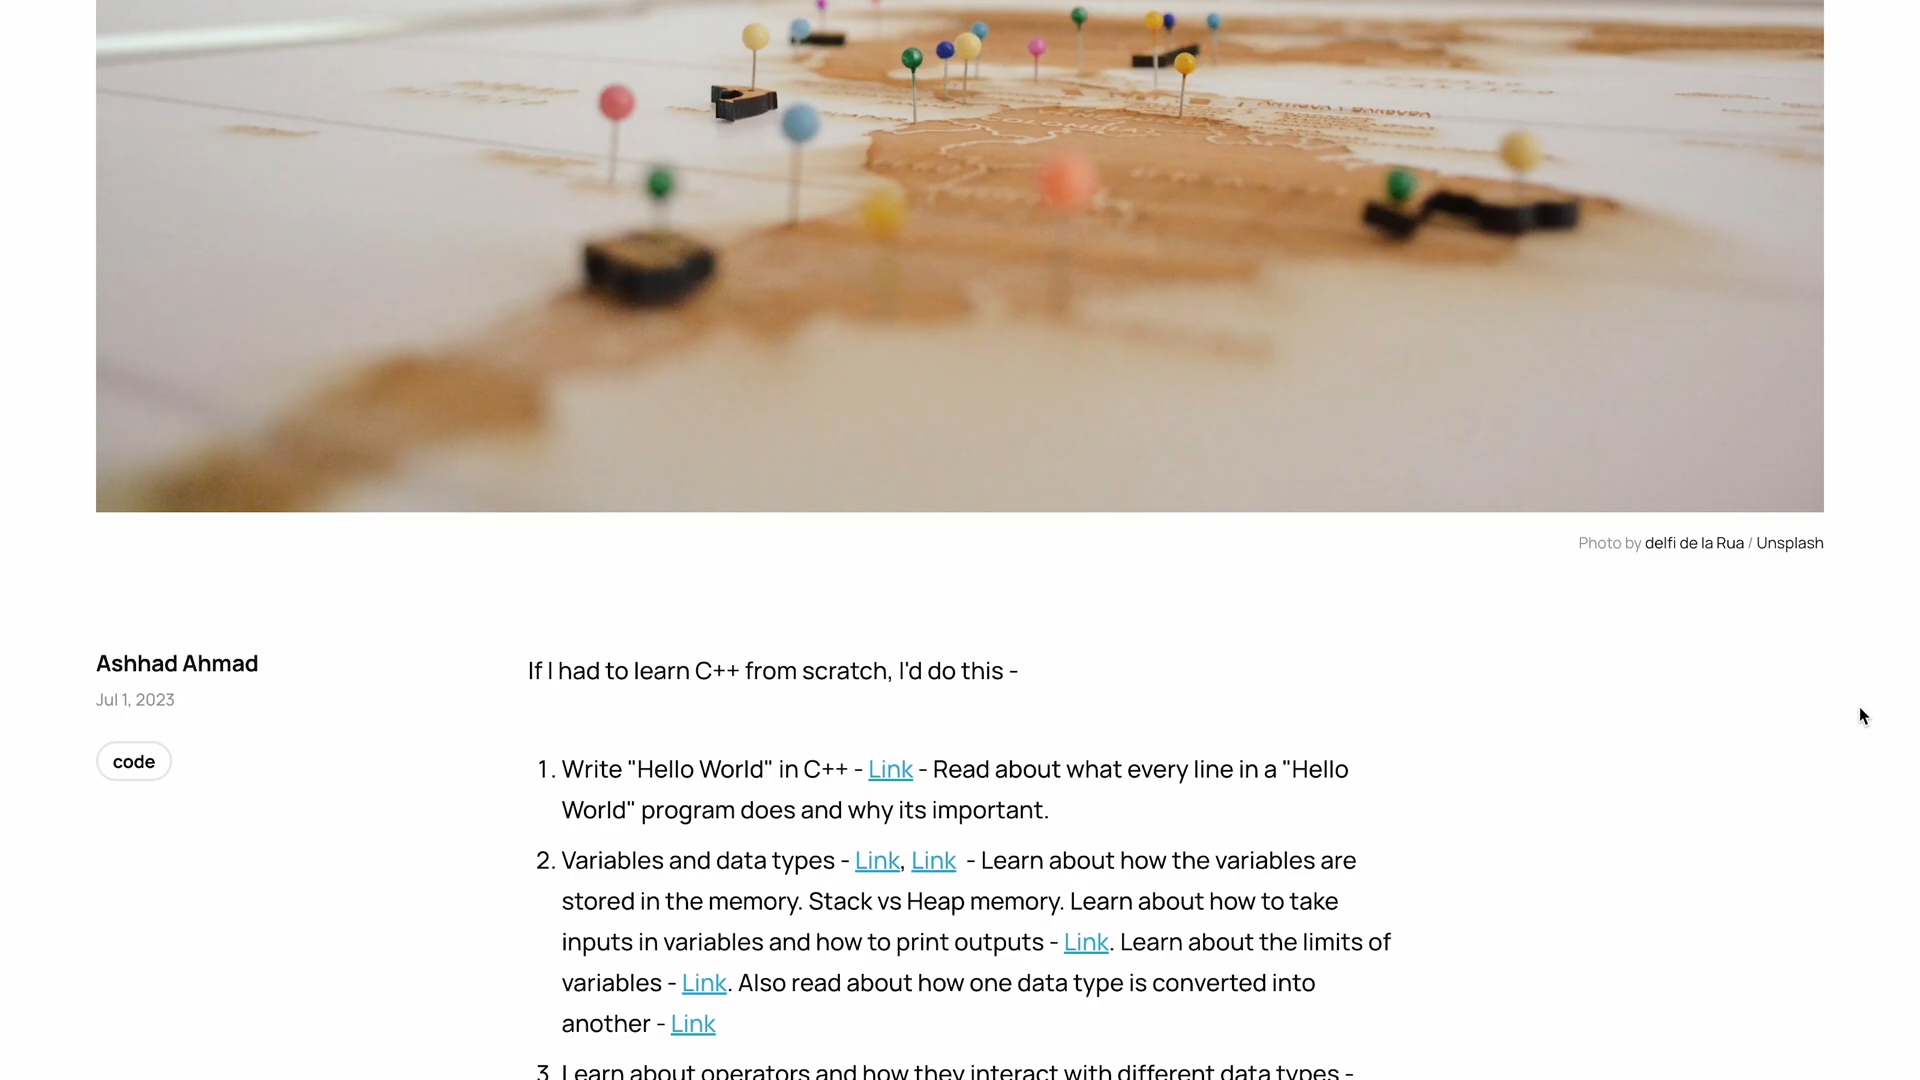 Photo by delfi de la Rua / Unsplash
Ashhad Ahmad
Jul 1, 2023
code
If I had to learn C++ from scratch, I'd do this -
1. Write "Hello World" in C++ - Link - Read about what every line in a "Hello
World" program does and why its important.
2. Variables and data types - Link, Link - Learn about how the variables are
stored in the memory. Stack vs Heap memory. Learn about how to take
inputs in variables and how to print outputs - Link. Learn about the limits of
variables - Link. Also read about how one data type is converted into
another - Link
3. Learn about operators and how they interact with different data types -